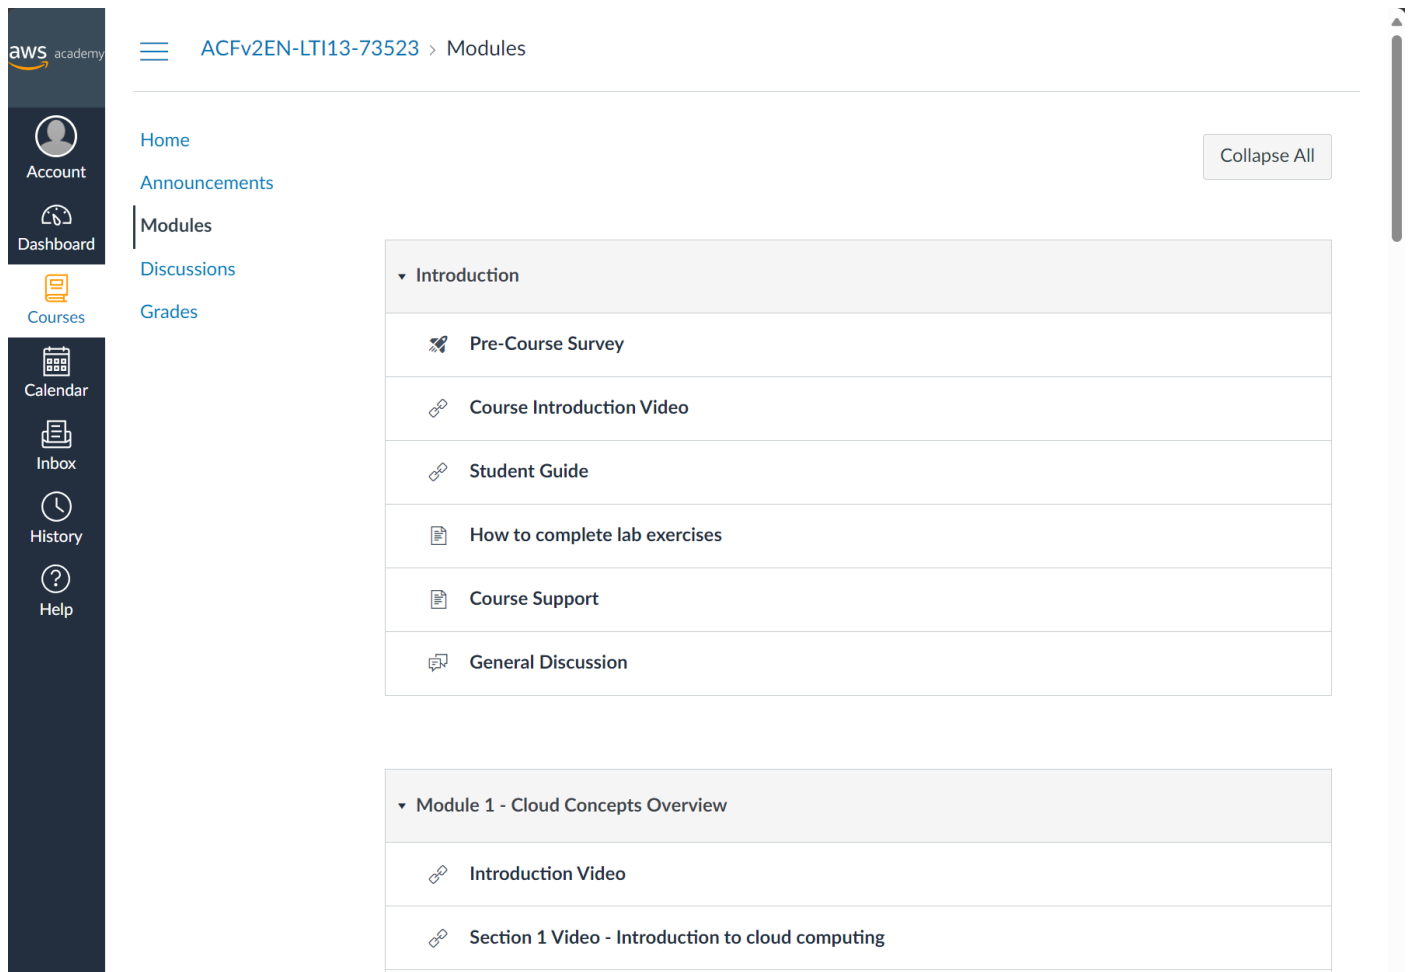 aws academy
ACFv2EN-LTI13-73523 > Modules
Account
Dashboard
Courses
Calendar
Inbox
History
Help
Home
Announcements
Modules
Discussions
Grades
Collapse All
Introduction
Pre-Course Survey
Course Introduction Video
Student Guide
How to complete lab exercises
Course Support
General Discussion
Module 1 - Cloud Concepts Overview
Introduction Video
Section 1 Video - Introduction to cloud computing